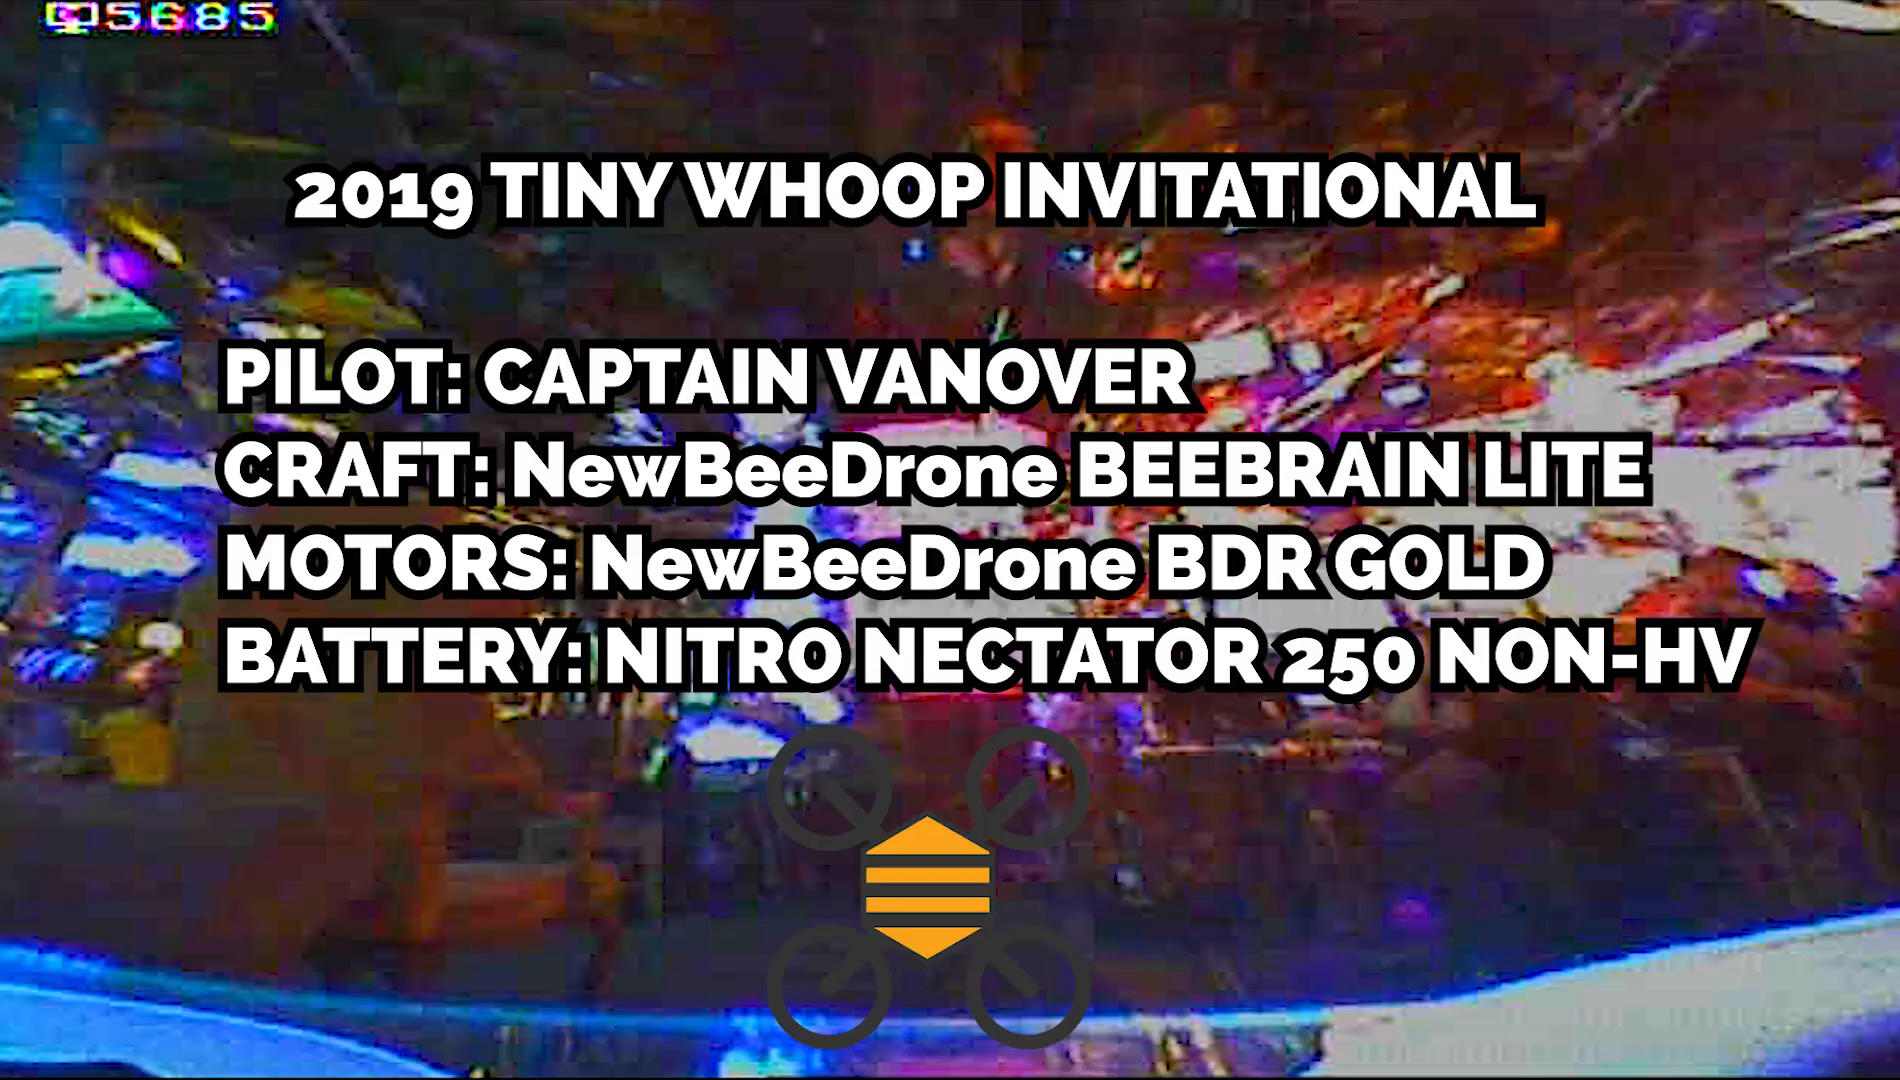 5685
2019 TINY WHOOP INVITATIONAL
PILOT: CAPTAIN VANOVER
CRAFT: NewBeeDrone BEEBRAIN LITE
MOTORS: NewBeeDrone BDR GOLD
BATTERY: NITRO NECTATOR 250 NON-HV